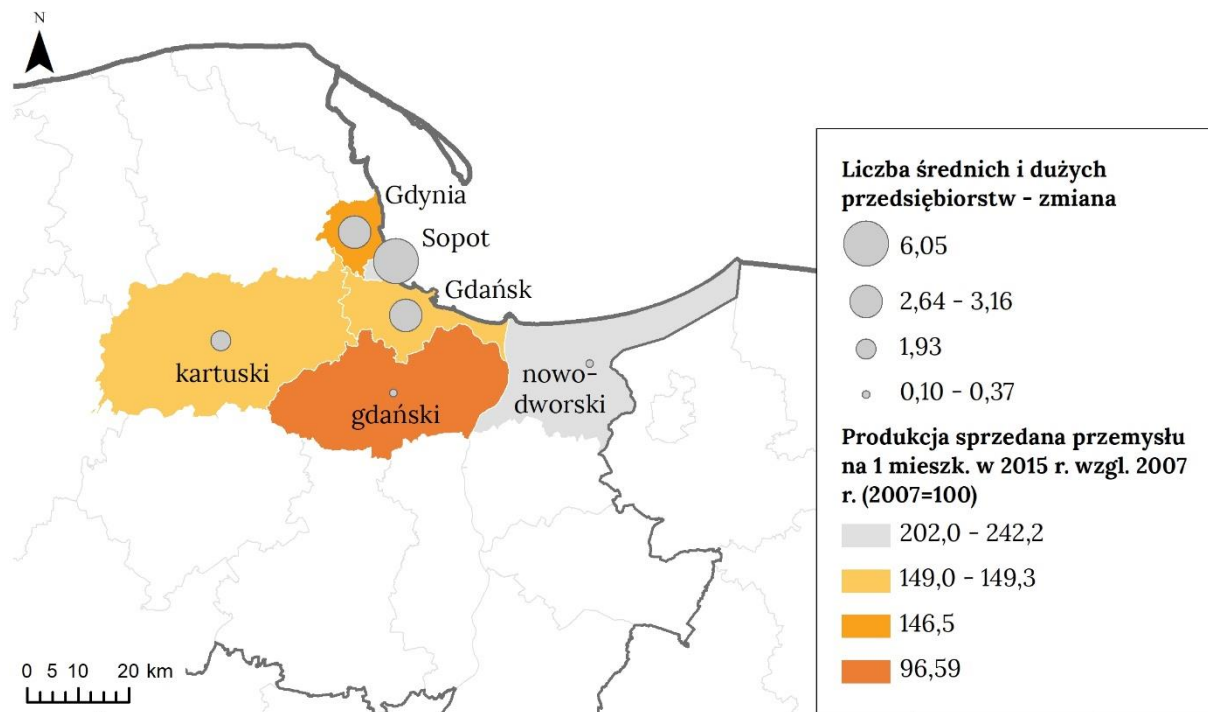 N
Gdynia
Sopot
Gdańsk
kartuski
gdański
nowo-
dworski
0 5 10 20 km
Liczba średnich i dużych
przedsiębiorstw - zmiana
6,05
2,64 - 3,16
1,93
0,10 - 0,37
Produkcja sprzedana przemysłu
na 1 mieszk. w 2015 r. wzgl. 2007
r. (2007=100)
202,0 - 242,2
149,0 - 149,3
146,5
96,59